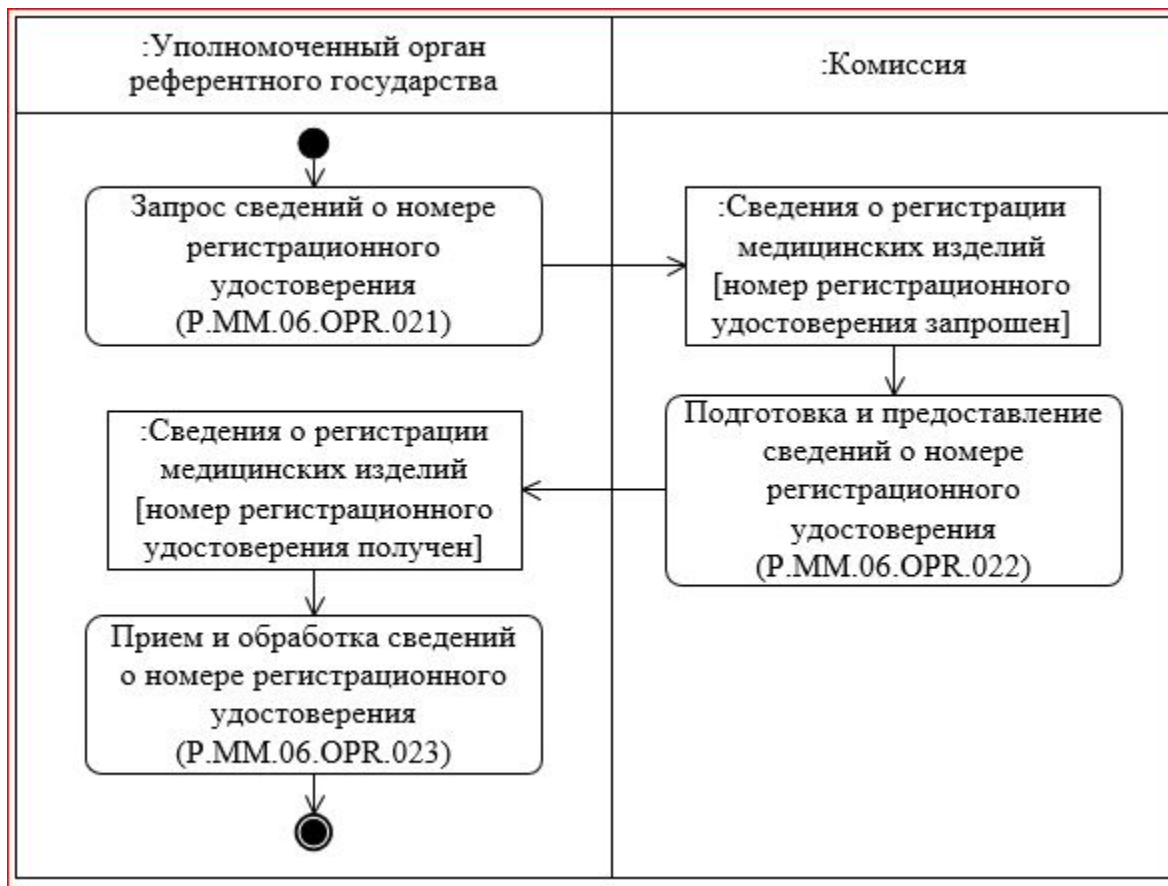 :Уполномоченный орган
референтного государства
:Комиссия
Запрос сведений о номере
регистрационного
удостоверения
(P.MM.06.OPR.021)
:Сведения о регистрации
медицинских изделий
[номер регистрационного
удостоверения запрошен]
Подготовка и предоставление
сведений о номере
регистрационного
удостоверения
(P.MM.06.OPR.022)
:Сведения о регистрации
медицинских изделий
[номер регистрационного
удостоверения получен]
Прием и обработка сведений
о номере регистрационного
удостоверения
(P.MM.06.OPR.023)